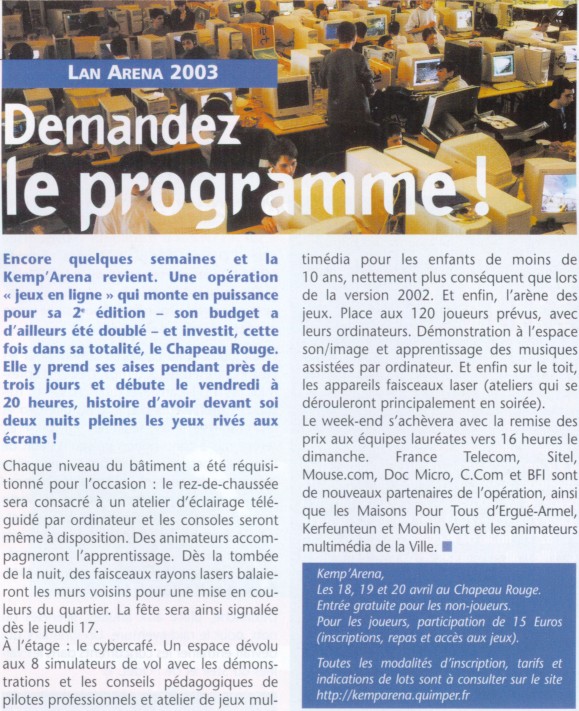 LAN ARENA 2003
Demandez
le programme !
Encore quelques semaines et la
Kemp'Arena revient. Une opération
« jeux en ligne » qui monte en puissance
pour sa 2e édition – son budget a
d'ailleurs été doublé – et investit, cette
fois dans sa totalité, le Chapeau Rouge.
Elle y prend ses aises pendant près de
trois jours et débute le vendredi à
20 heures, histoire d'avoir devant soi
deux nuits pleines les yeux rivés aux
écrans !
Chaque niveau du bâtiment a été réquisi-
tionné pour l'occasion : le rez-de-chaussée
sera consacré à un atelier d'éclairage télé-
guidé par ordinateur et les consoles seront
même à disposition. Des animateurs accom-
pagneront l'apprentissage. Dès la tombée
de la nuit, des faisceaux rayons lasers balaie-
ront les murs voisins pour une mise en cou-
leurs du quartier. La fête sera ainsi signalée
dès le jeudi 17.
À l'étage : le cybercafé. Un espace dévolu
aux 8 simulateurs de vol avec les démons-
trations et les conseils pédagogiques de
pilotes professionnels et atelier de jeux mul-
timédia pour les enfants de moins de
10 ans, nettement plus conséquent que lors
de la version 2002. Et enfin, l'arène des
jeux. Place aux 120 joueurs prévus, avec
leurs ordinateurs. Démonstration à l'espace
son/image et apprentissage des musiques
assistées par ordinateur. Et enfin sur le toit,
les appareils faisceaux laser (ateliers qui se
dérouleront principalement en soirée).
Le week-end s'achèvera avec la remise des
prix aux équipes lauréates vers 16 heures le
dimanche. France Telecom, Sitel,
Mouse.com, Doc Micro, C.Com et BFI sont
de nouveaux partenaires de l'opération, ainsi
que les Maisons Pour Tous d'Ergué-Armel,
Kerfeunteun et Moulin Vert et les animateurs
multimédia de la Ville.
Kemp'Arena,
Les 18, 19 et 20 avril au Chapeau Rouge.
Entrée gratuite pour les non-joueurs.
Pour les joueurs, participation de 15 Euros
(inscriptions, repas et accès aux jeux).
Toutes les modalités d'inscription, tarifs et
indications de lots sont à consulter sur le site
http://kemparena.quimper.fr